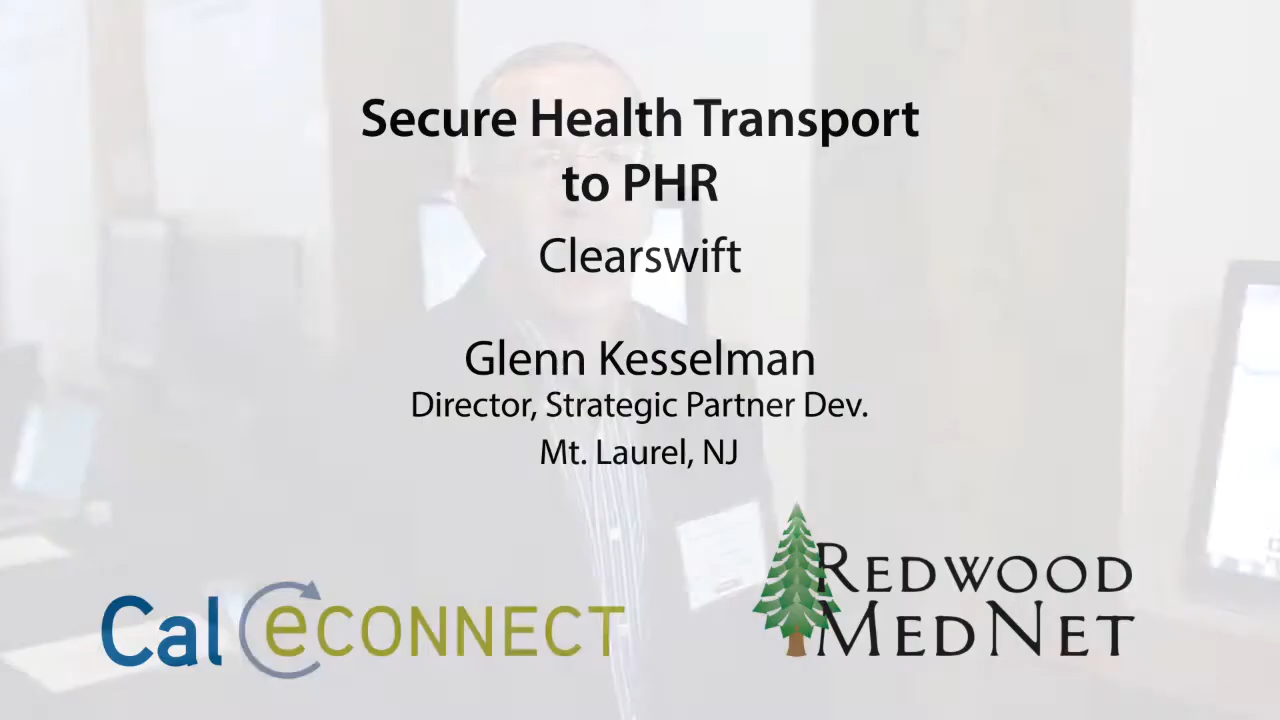 Secure Health Transport
to PHR
Clearswift
Glenn Kesselman
Director, Strategic Partner Dev.
Mt. Laurel, NJ
Cal eCONNECT
REDWOOD
MEDNET